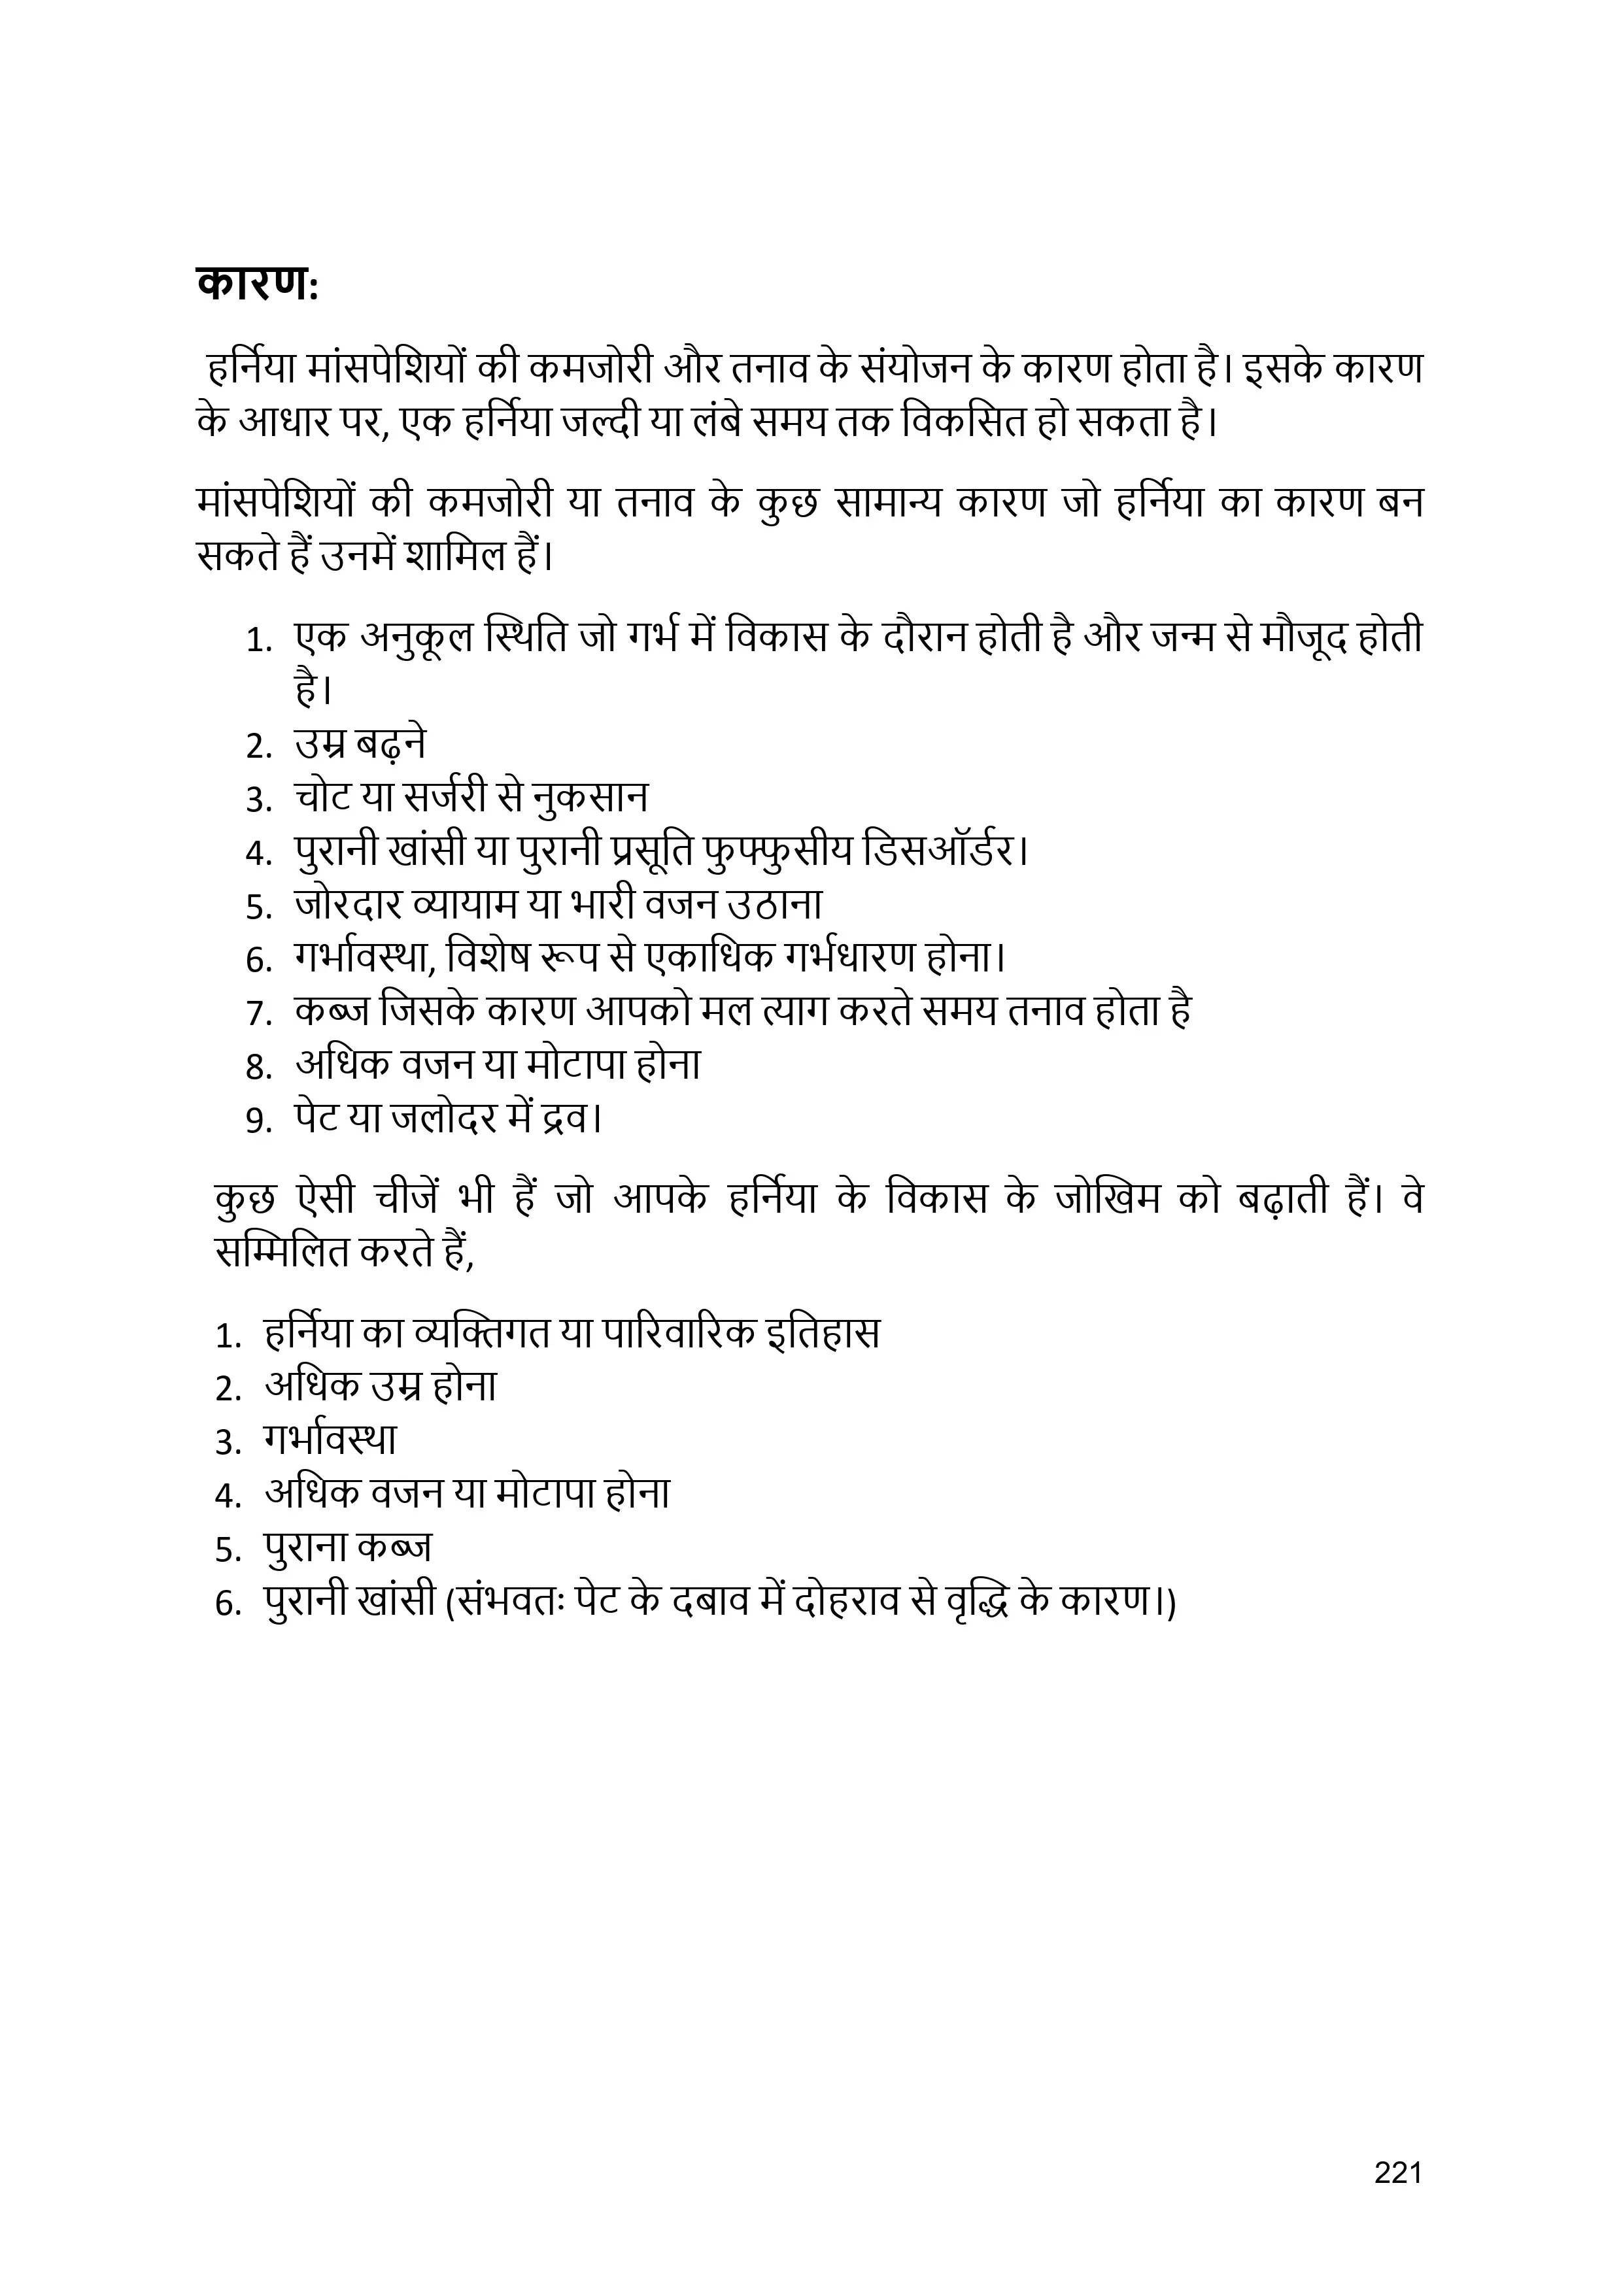 कारण:
हर्निया मांसपेशियों की कमजोरी और तनाव के संयोजन के कारण होता है। इसके कारण
के आधार पर, एक हर्निया जल्दी या लंबे समय तक विकसित हो सकता है।
मांसपेशियों की कमजोरी या तनाव के कुछ सामान्य कारण जो हर्निया का कारण बन
सकते हैं उनमें शामिल हैं।
1. एक अनुकूल स्थिति जो गर्भ में विकास के दौरान होती है और जन्म से मौजूद होती
है।
2. उम्र बढ़ने
3. चोट या सर्जरी से नुकसान
4. पुरानी खांसी या पुरानी प्रसूति फुफ्फुसीय डिसऑर्डर।
5. जोरदार व्यायाम या भारी वजन उठाना
6. गर्भावस्था, विशेष रूप से एकाधिक गर्भधारण होना।
7. कब्ज जिसके कारण आपको मल त्याग करते समय तनाव होता है
8. अधिक वजन या मोटापा होना
9. पेट या जलोदर में द्रव।
कुछ ऐसी चीजें भी हैं जो आपके हर्निया के विकास के जोखिम को बढ़ाती हैं। वे
सम्मिलित करते हैं,
1. हर्निया का व्यक्तिगत या पारिवारिक इतिहास
2. अधिक उम्र होना
3. गर्भावस्था
4. अधिक वजन या मोटापा होना
5. पुराना कब्ज
6. पुरानी खांसी (संभवतः पेट के दबाव में दोहराव से वृद्धि के कारण।)
221